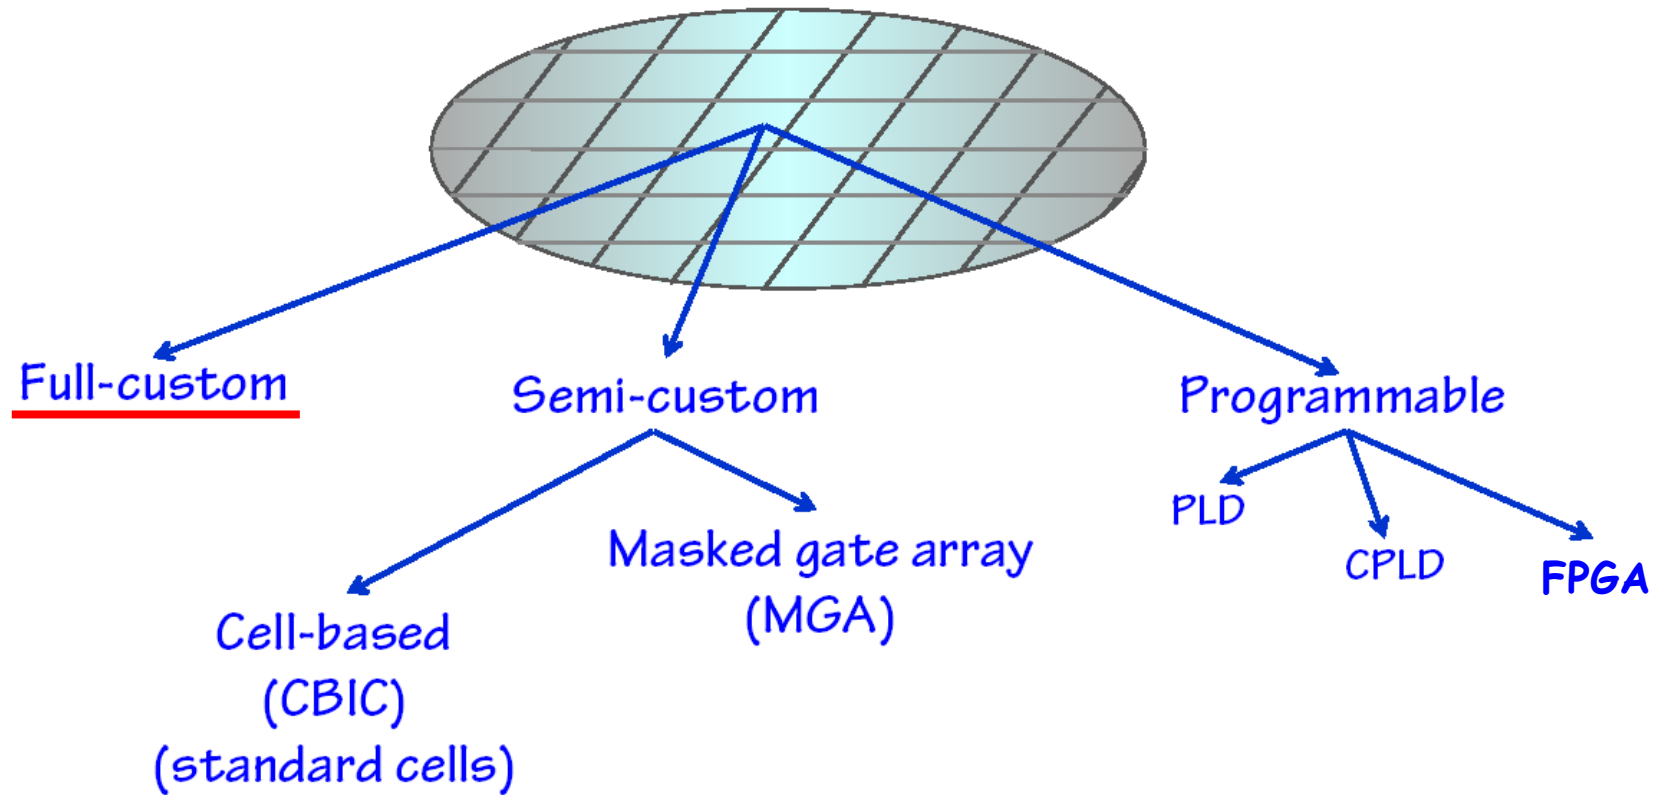 Full-custom
Semi-custom
Programmable
PLD
CPLD
FPGA
Masked gate array
(MGA)
Cell-based
(CBIC)
(standard cells)